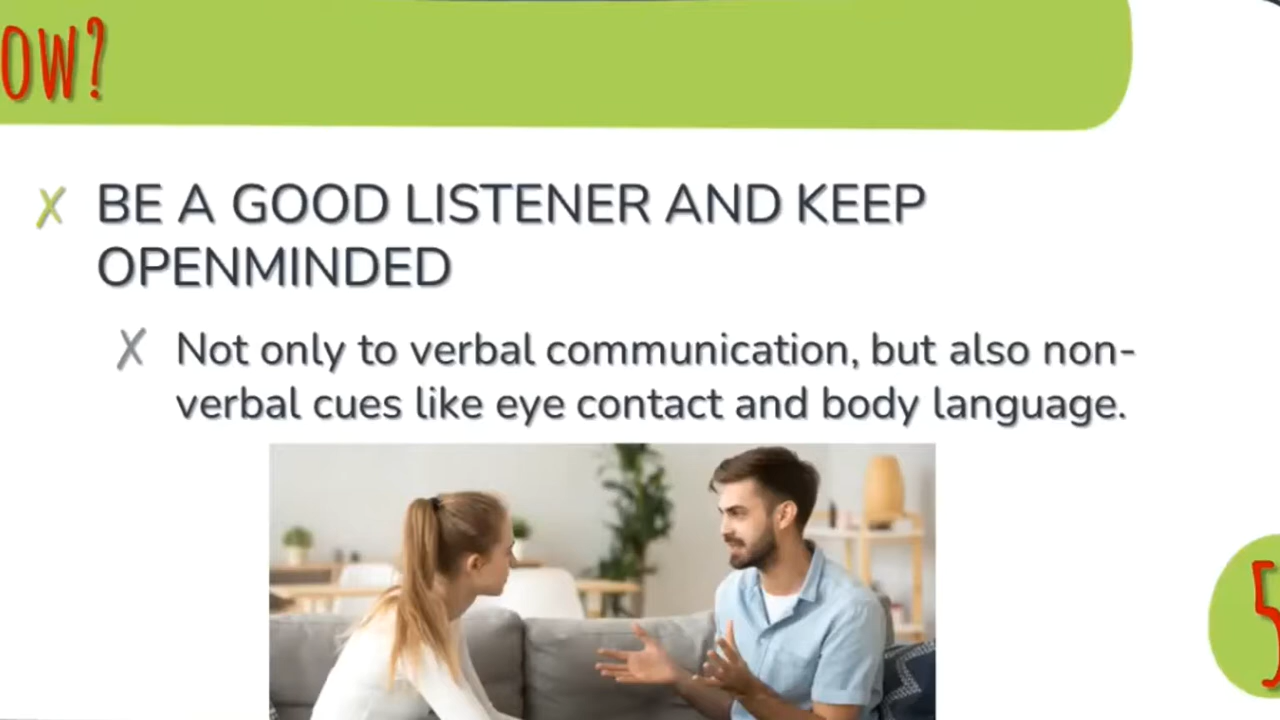 OW?
BE A GOOD LISTENER AND KEEP
OPENMINDED
Not only to verbal communication, but also non-
verbal cues like eye contact and body language.
5